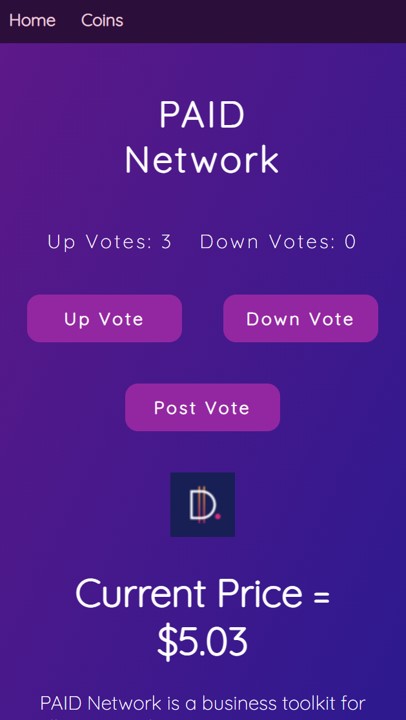 Home Coins
PAID
Network
Up Votes: 3 Down Votes: 0
Up Vote Down Vote
Post Vote
D.
Current Price =
$5.03
PAID Network is a business toolkit for